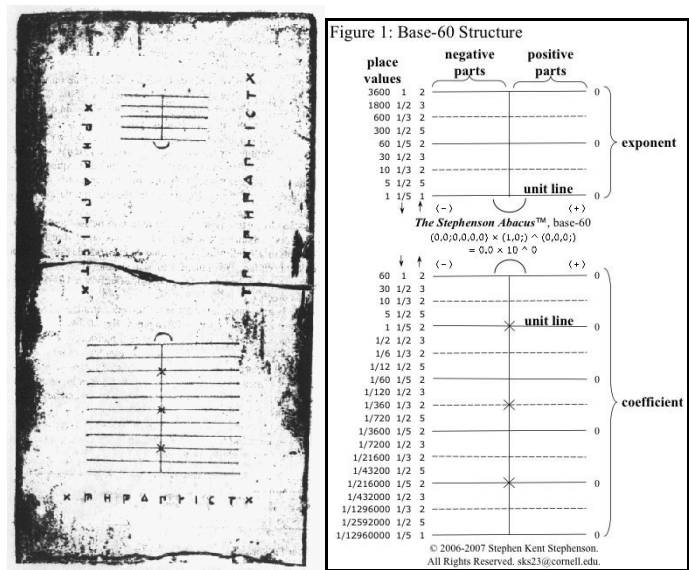 Figure 1: Base-60 Structure
place values
negative parts
positive parts
3600 1 2 0
1800 1/2 3
600 1/3 2
300 1/2 5
60 1/5 2 0
exponent
30 1/2 3
10 1/3 2
5 1/2 5
unit line
1 1/5 1 0
↓ ↑ (-) (+)
The Stephenson Abacus™, base-60
(0,0;0,0,0,0) × (1,0;) ^ (0,0,0;)
= 0.0 × 10 ^ 0
↓ ↑ (-) (+)
60 1 2 0
30 1/2 3
10 1/3 2
5 1/2 5
unit line
1 1/5 2 0
1/2 1/2 3
1/6 1/3 2
1/12 1/2 5
1/60 1/5 2 0
1/120 1/2 3
coefficient
1/360 1/3 2
1/720 1/2 5
1/3600 1/5 2 0
1/7200 1/2 3
1/21600 1/3 2
1/43200 1/2 5
1/216000 1/5 2 0
1/432000 1/2 3
1/1296000 1/3 2
1/2592000 1/2 5
1/12960000 1/5 1 0
© 2006-2007 Stephen Kent Stephenson.
All Rights Reserved. sks23@cornell.edu.